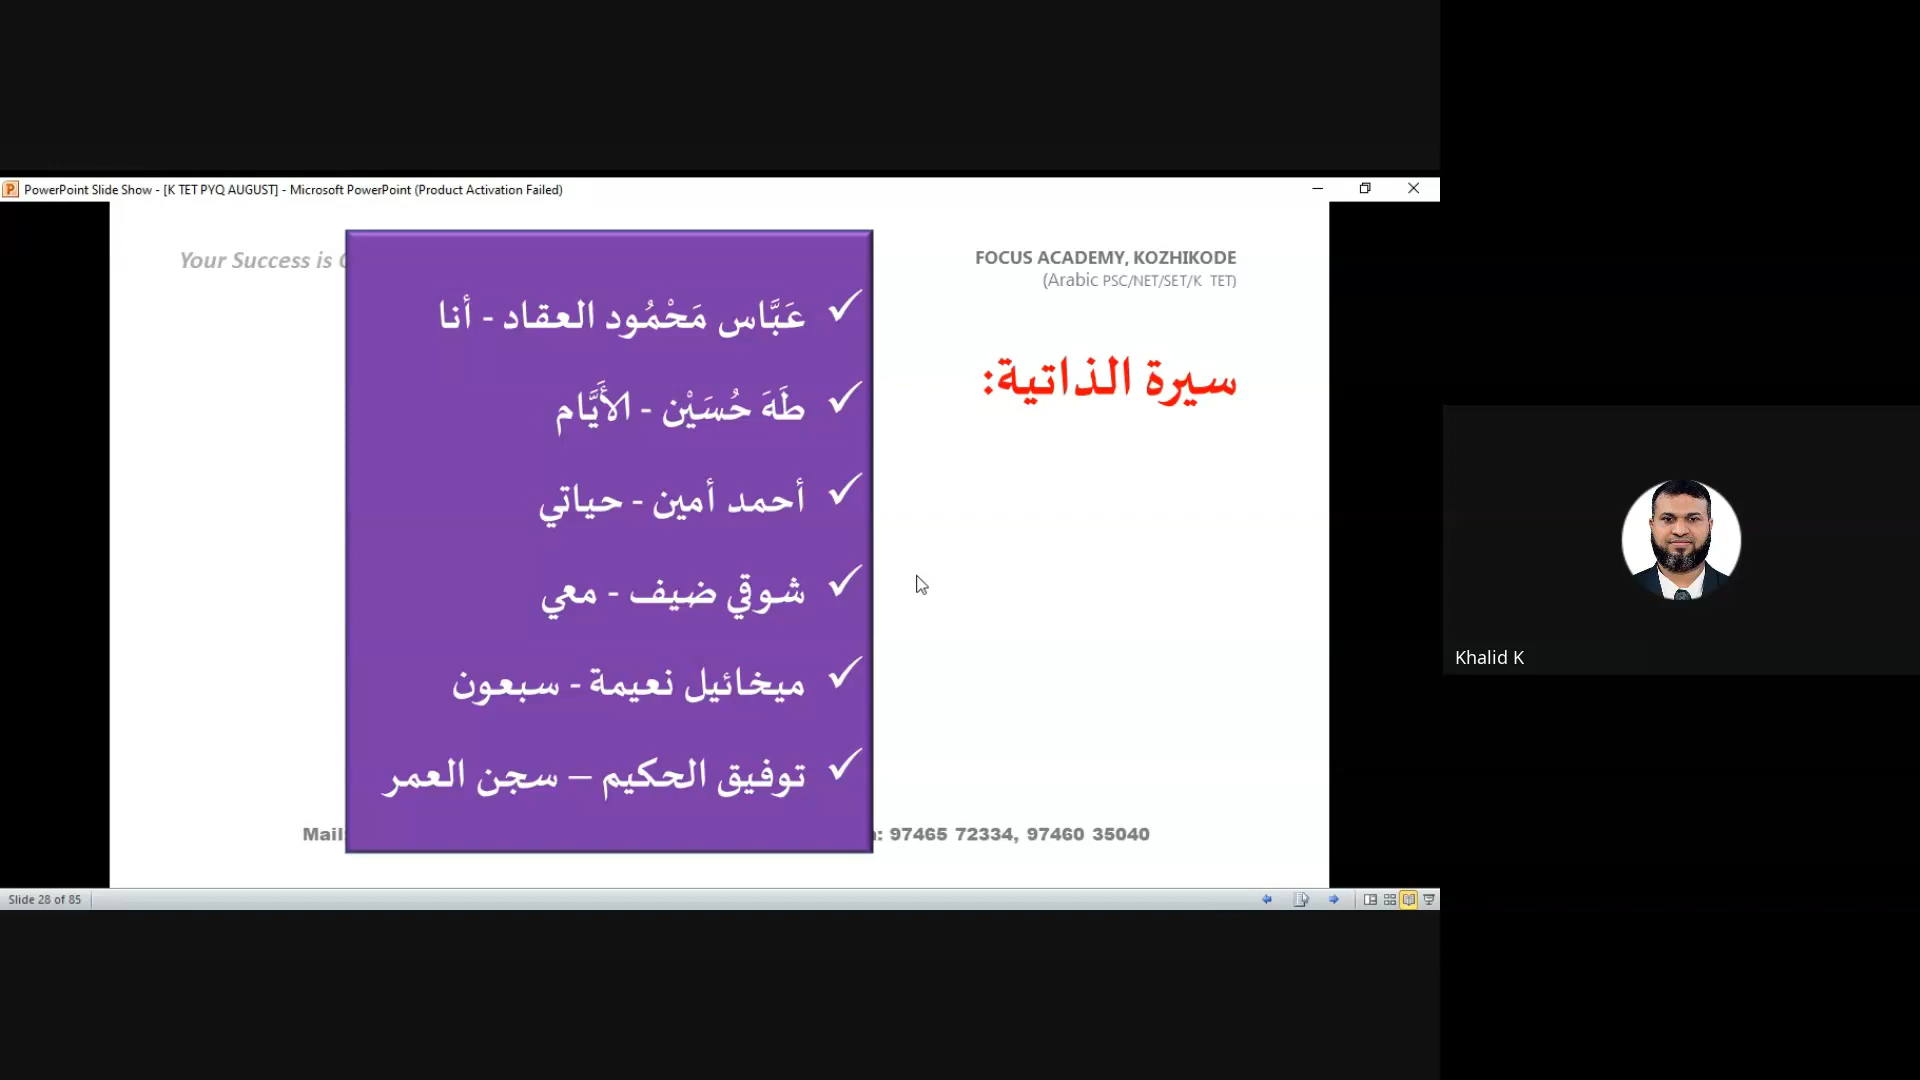 PowerPoint Slide Show - [K TET PYQ AUGUST] - Microsoft PowerPoint (Product Activation Failed)
Your Success is
FOCUS ACADEMY, KOZHIKODE
(Arabic PSC/NET/SET/K TET)
سيرة الذاتية:
عَبَّاس مَحْمُود العقاد - أنا
طَهَ حُسَيْن - الأَيَّام
أحمد أمين - حياتي
شوقي ضيف - معي
ميخائيل نعيمة - سبعون
توفيق الحكيم – سجن العمر
Mail: : 97465 72334, 97460 35040
Khalid K
Slide 28 of 85